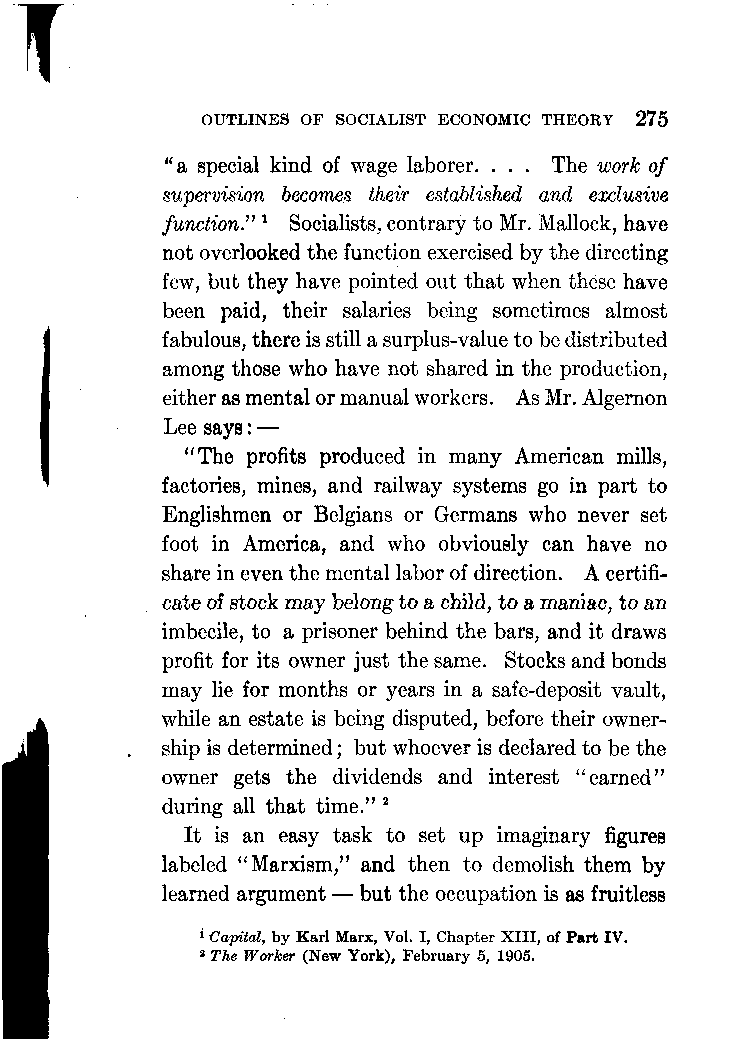 OUTLINES OF SOCIALIST ECONOMIC THEORY 275
"a special kind of wage laborer. . . . The work of
supervision becomes their established and exclusive
function." ¹ Socialists, contrary to Mr. Mallock, have
not overlooked the function exercised by the directing
few, but they have pointed out that when these have
been paid, their salaries being sometimes almost
fabulous, there is still a surplus-value to be distributed
among those who have not shared in the production,
either as mental or manual workers. As Mr. Algernon
Lee says: —
"The profits produced in many American mills,
factories, mines, and railway systems go in part to
Englishmen or Belgians or Germans who never set
foot in America, and who obviously can have no
share in even the mental labor of direction. A certifi-
cate of stock may belong to a child, to a maniac, to an
imbecile, to a prisoner behind the bars, and it draws
profit for its owner just the same. Stocks and bonds
may lie for months or years in a safe-deposit vault,
while an estate is being disputed, before their owner-
ship is determined; but whoever is declared to be the
owner gets the dividends and interest "earned"
during all that time." ²
It is an easy task to set up imaginary figures
labeled "Marxism," and then to demolish them by
learned argument — but the occupation is as fruitless
¹ Capital, by Karl Marx, Vol. I, Chapter XIII, of Part IV.
² The Worker (New York), February 5, 1905.